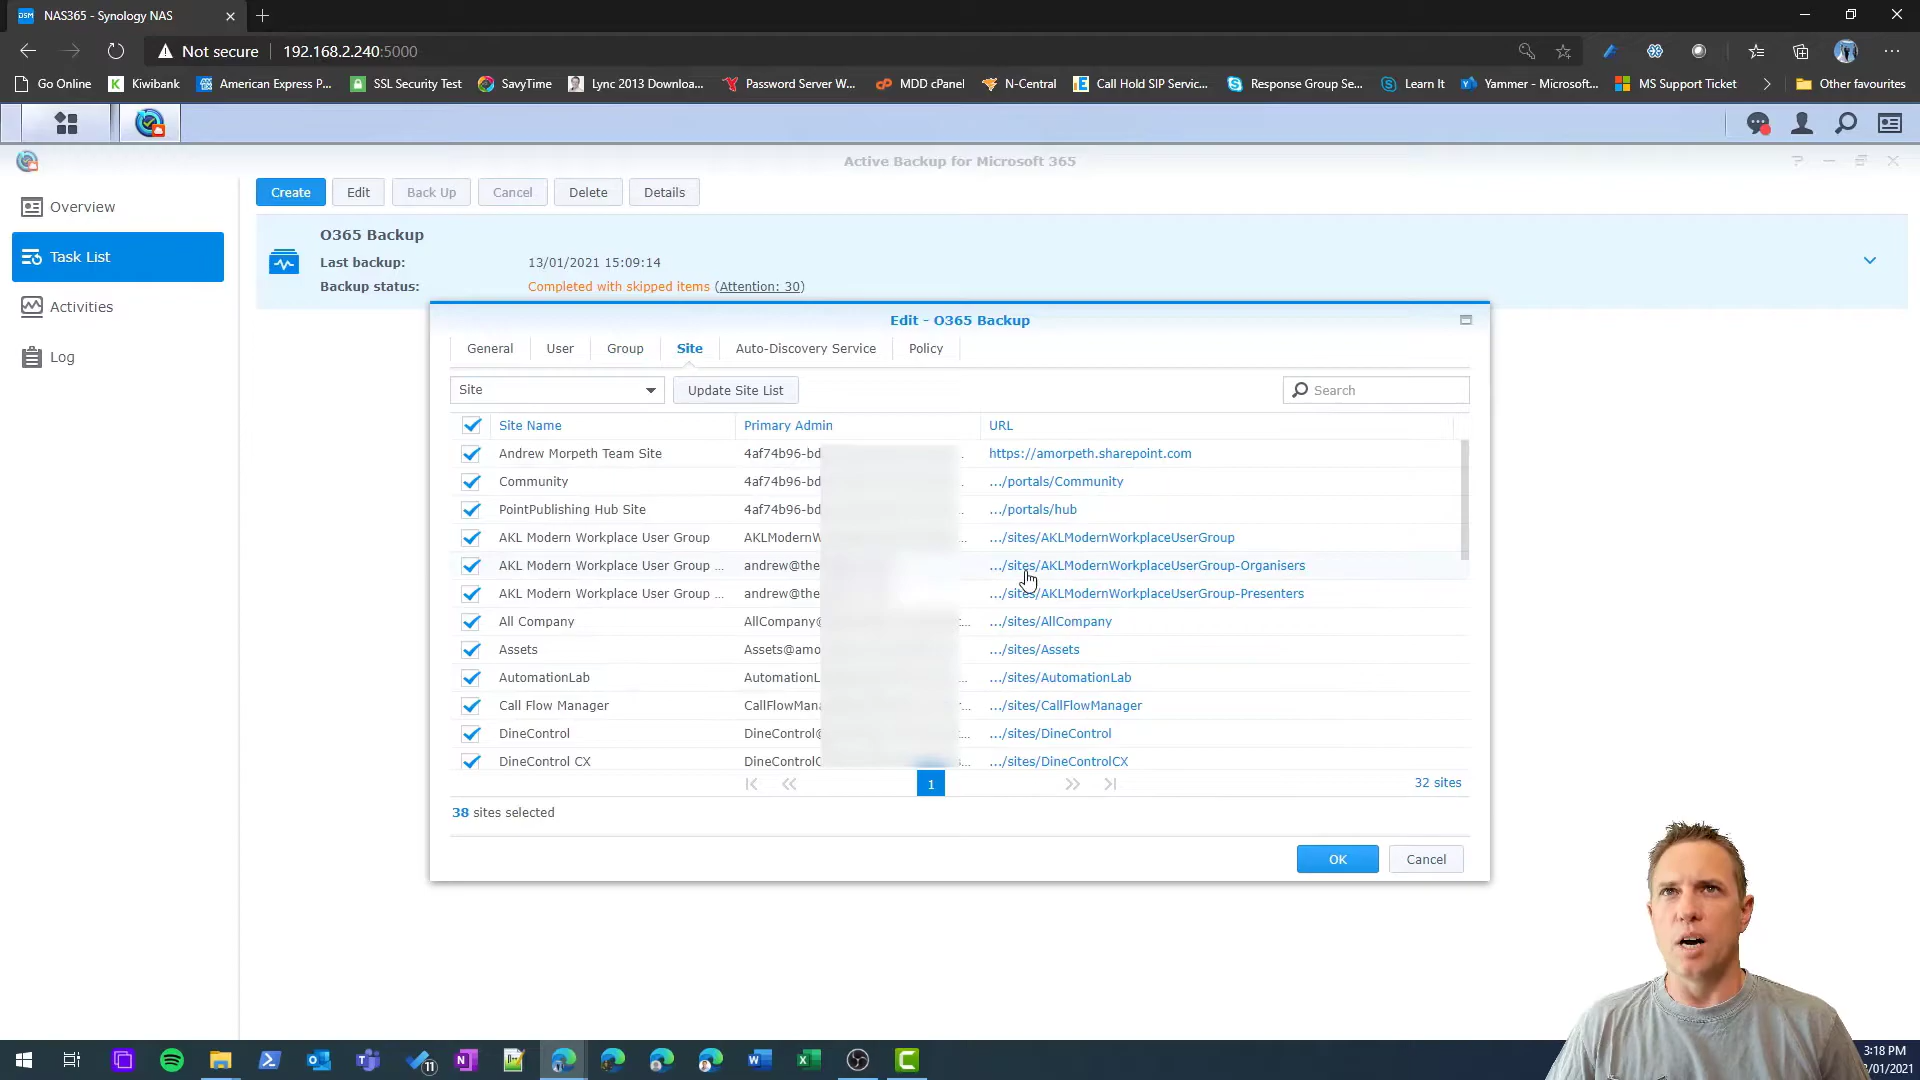 NAS365 - Synology NAS
Not secure
192.168.2.240:5000
Go Online
Kiwibank
American Express P...
SSL Security Test
SavyTime
Lync 2013 Downloa...
Password Server W...
MDD cPanel
N-Central
Call Hold SIP Servic...
Response Group Se...
Learn It
Yammer - Microsoft...
MS Support Ticket
Other favourites
Active Backup for Microsoft 365
Overview
Task List
Activities
Log
Create Edit Back Up Cancel Delete Details
O365 Backup
Last backup: 13/01/2021 15:09:14
Backup status: Completed with skipped items (Attention: 30)
Edit - O365 Backup
General User Group Site Auto-Discovery Service Policy
Site Update Site List Search
Site Name Primary Admin URL
Andrew Morpeth Team Site 4af74b96-bd https://amorpeth.sharepoint.com
Community 4af74b96-bd .../portals/Community
PointPublishing Hub Site 4af74b96-bd .../portals/hub
AKL Modern Workplace User Group AKLModernW ... .../sites/AKLModernWorkplaceUserGroup
AKL Modern Workplace User Group ... andrew@the .../sites/AKLModernWorkplaceUserGroup-Organisers
AKL Modern Workplace User Group ... andrew@the .../sites/AKLModernWorkplaceUserGroup-Presenters
All Company AllCompany@ ... .../sites/AllCompany
Assets Assets@amo ... .../sites/Assets
AutomationLab AutomationL ... .../sites/AutomationLab
Call Flow Manager CallFlowMana ... .../sites/CallFlowManager
DineControl DineControl@ ... .../sites/DineControl
DineControl CX DineControlC ... .../sites/DineControlCX
1
32 sites
38 sites selected
OK Cancel
11
3:18 PM
/01/2021